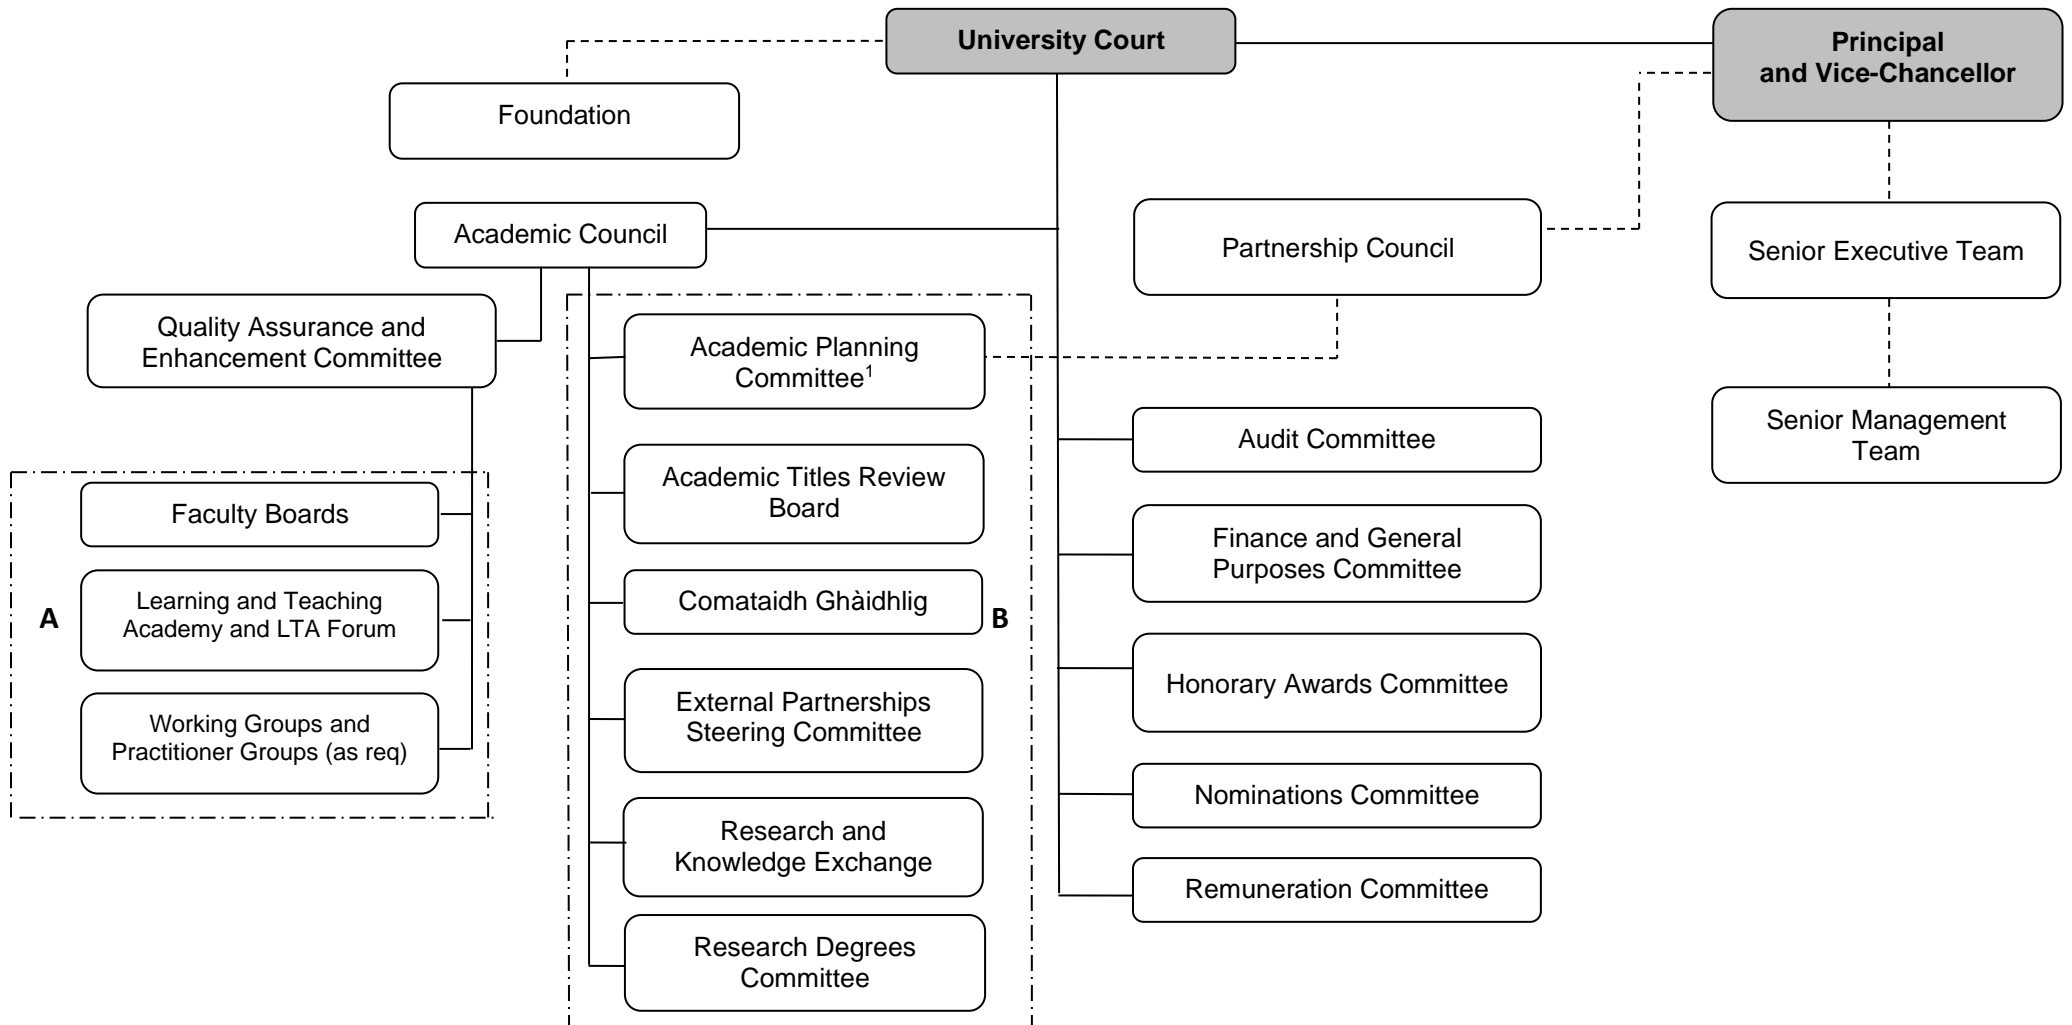 University Court
Principal
and Vice-Chancellor
Foundation
Academic Council
Partnership Council
Senior Executive Team
Quality Assurance and
Enhancement Committee
Academic Planning
Committee¹
Senior Management
Team
Audit Committee
Academic Titles Review
Board
Faculty Boards
Finance and General
Purposes Committee
A
Learning and Teaching
Academy and LTA Forum
Comataidh Ghàidhlig
B
Honorary Awards Committee
Working Groups and
Practitioner Groups (as req)
External Partnerships
Steering Committee
Nominations Committee
Research and
Knowledge Exchange
Remuneration Committee
Research Degrees
Committee